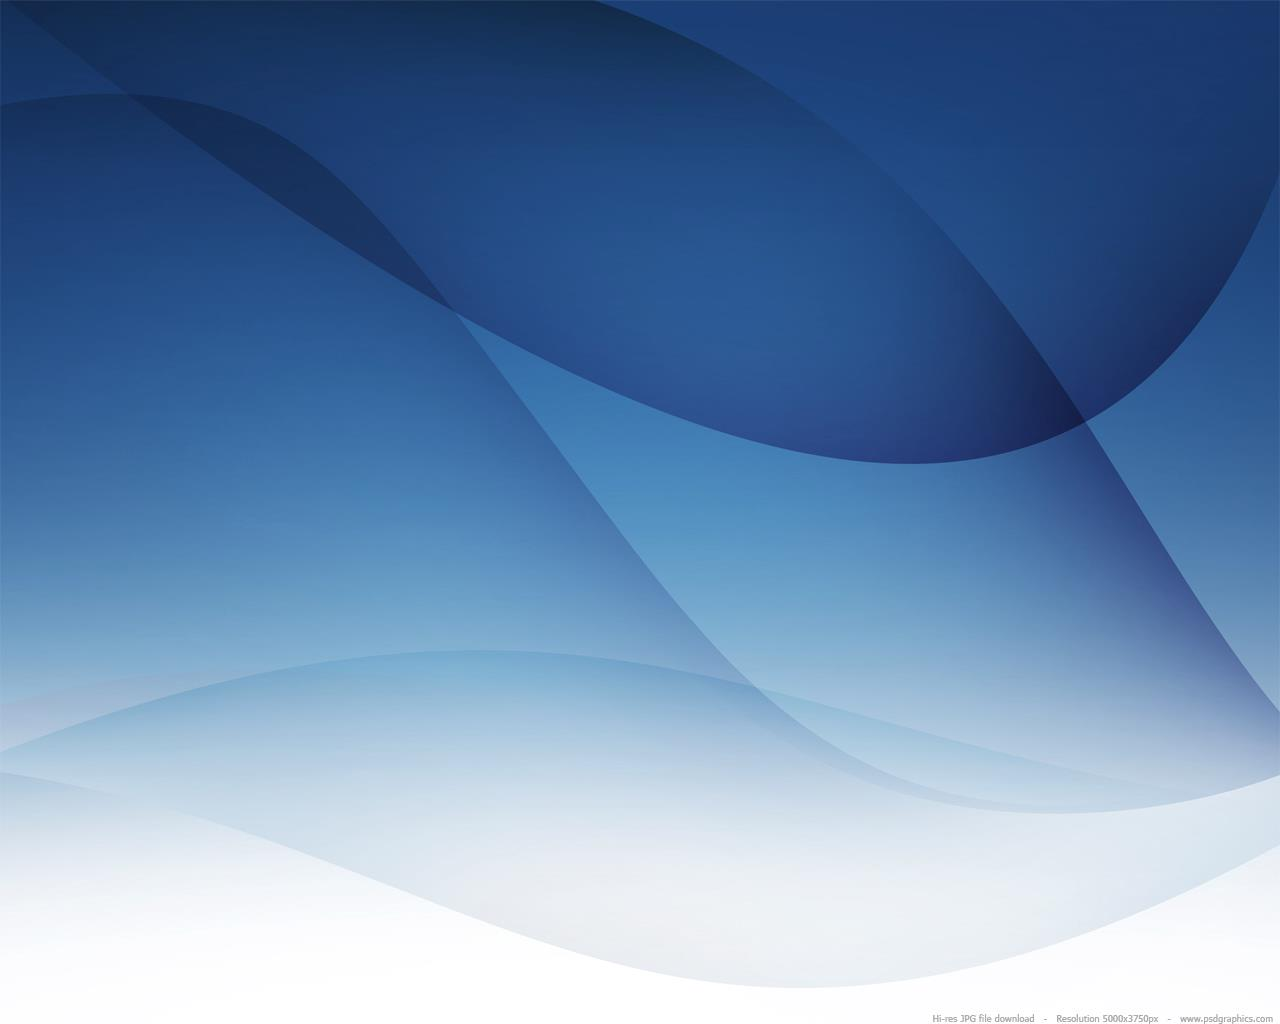 Hi-res JPG file download - Resolution 5000x3750px - www.psdgraphics.com